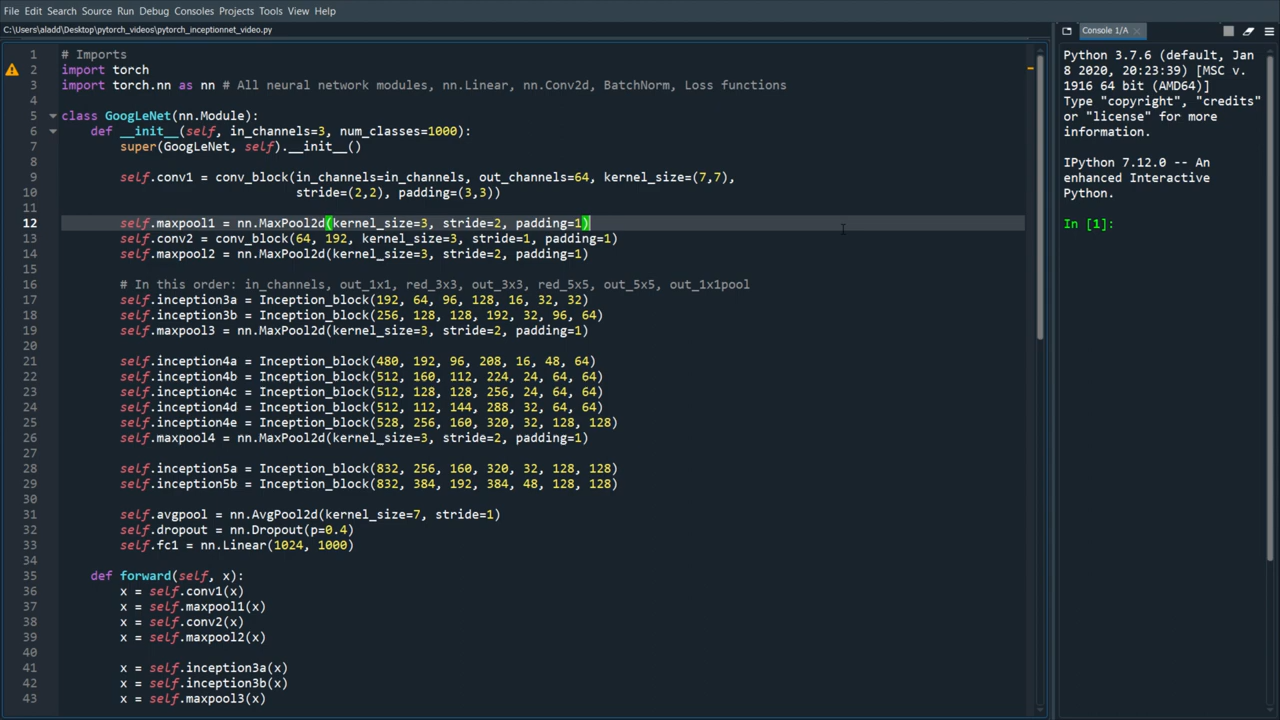 File Edit Search Source Run Debug Consoles Projects Tools View Help
C:\Users\aladd\Desktop\pytorch_videos\pytorch_inceptionnet_video.py
1 # Imports
2 import torch
3 import torch.nn as nn # All neural network modules, nn.Linear, nn.Conv2d, BatchNorm, Loss functions
4
5 class GoogLeNet(nn.Module):
6     def __init__(self, in_channels=3, num_classes=1000):
7         super(GoogLeNet, self).__init__()
8
9         self.conv1 = conv_block(in_channels=in_channels, out_channels=64, kernel_size=(7,7),
10                                 stride=(2,2), padding=(3,3))
11
12         self.maxpool1 = nn.MaxPool2d(kernel_size=3, stride=2, padding=1)
13         self.conv2 = conv_block(64, 192, kernel_size=3, stride=1, padding=1)
14         self.maxpool2 = nn.MaxPool2d(kernel_size=3, stride=2, padding=1)
15
16         # In this order: in_channels, out_1x1, red_3x3, out_3x3, red_5x5, out_5x5, out_1x1pool
17         self.inception3a = Inception_block(192, 64, 96, 128, 16, 32, 32)
18         self.inception3b = Inception_block(256, 128, 128, 192, 32, 96, 64)
19         self.maxpool3 = nn.MaxPool2d(kernel_size=3, stride=2, padding=1)
20
21         self.inception4a = Inception_block(480, 192, 96, 208, 16, 48, 64)
22         self.inception4b = Inception_block(512, 160, 112, 224, 24, 64, 64)
23         self.inception4c = Inception_block(512, 128, 128, 256, 24, 64, 64)
24         self.inception4d = Inception_block(512, 112, 144, 288, 32, 64, 64)
25         self.inception4e = Inception_block(528, 256, 160, 320, 32, 128, 128)
26         self.maxpool4 = nn.MaxPool2d(kernel_size=3, stride=2, padding=1)
27
28         self.inception5a = Inception_block(832, 256, 160, 320, 32, 128, 128)
29         self.inception5b = Inception_block(832, 384, 192, 384, 48, 128, 128)
30
31         self.avgpool = nn.AvgPool2d(kernel_size=7, stride=1)
32         self.dropout = nn.Dropout(p=0.4)
33         self.fc1 = nn.Linear(1024, 1000)
34
35     def forward(self, x):
36         x = self.conv1(x)
37         x = self.maxpool1(x)
38         x = self.conv2(x)
39         x = self.maxpool2(x)
40
41         x = self.inception3a(x)
42         x = self.inception3b(x)
43         x = self.maxpool3(x)
Console 1/A
Python 3.7.6 (default, Jan
8 2020, 20:23:39) [MSC v.
1916 64 bit (AMD64)]
Type "copyright", "credits"
or "license" for more
information.
IPython 7.12.0 -- An
enhanced Interactive
Python.
In [1]: